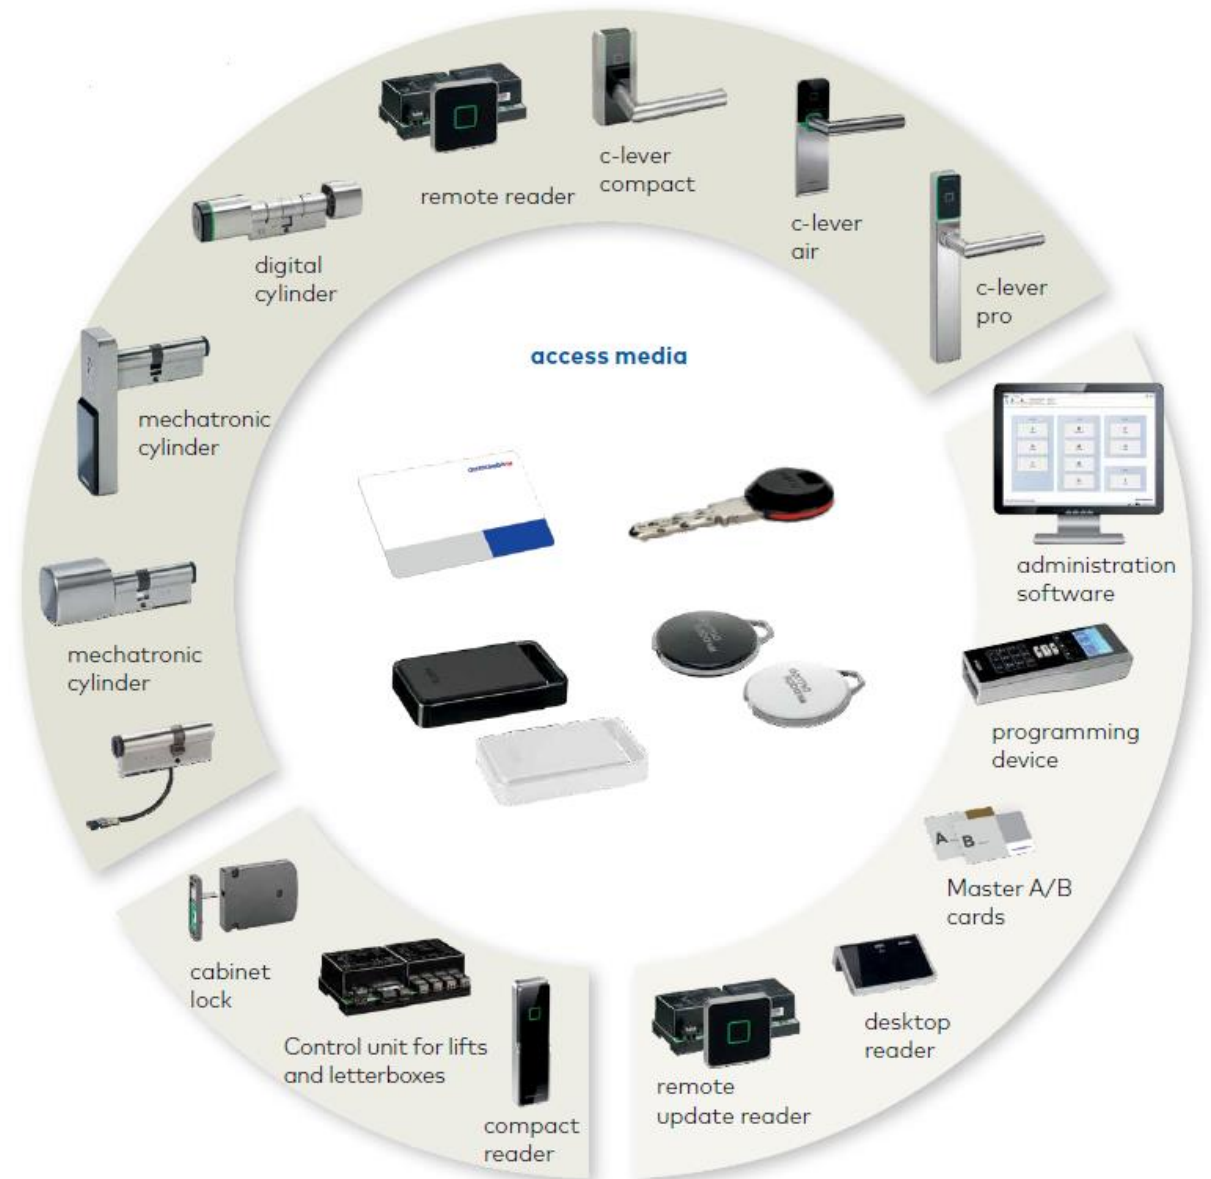 remote reader
c-lever
compact
c-lever
air
c-lever
pro
digital
cylinder
access media
mechatronic
cylinder
administration
software
mechatronic
cylinder
programming
device
A
B
Master A/B
cards
cabinet
lock
desktop
reader
Control unit for lifts
and letterboxes
remote
update reader
compact
reader